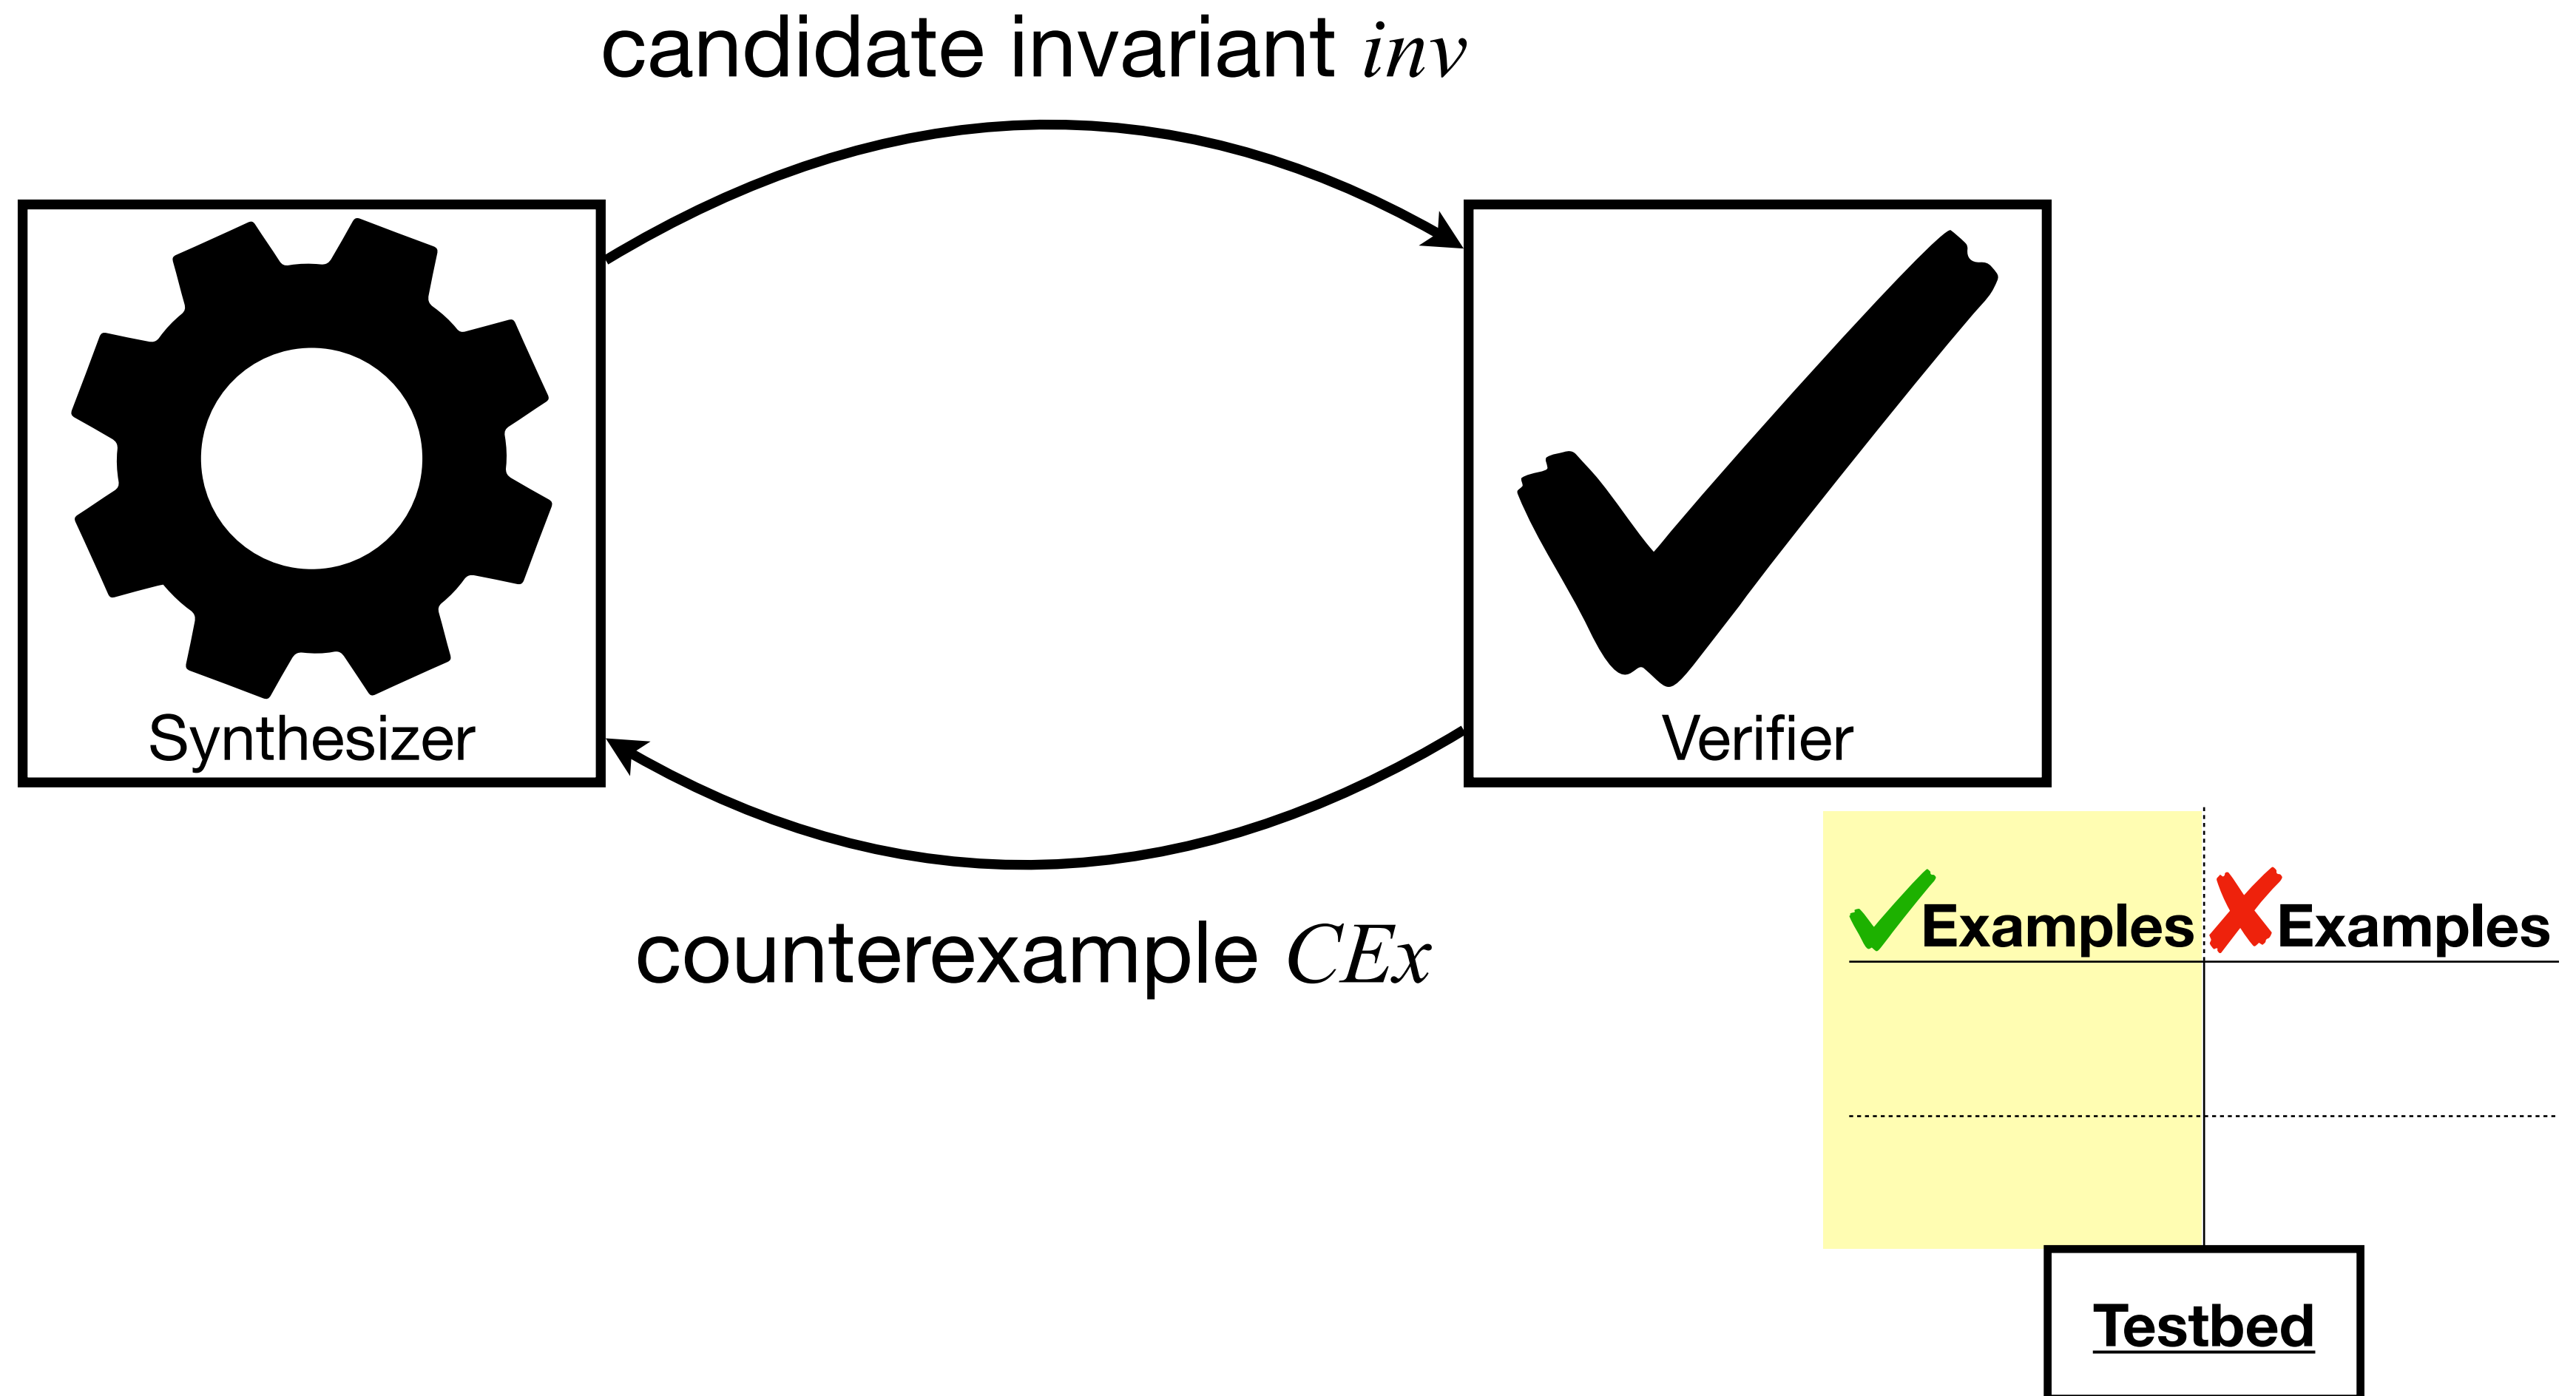 candidate invariant inv
Synthesizer
Verifier
counterexample CEx
Examples Examples
Testbed